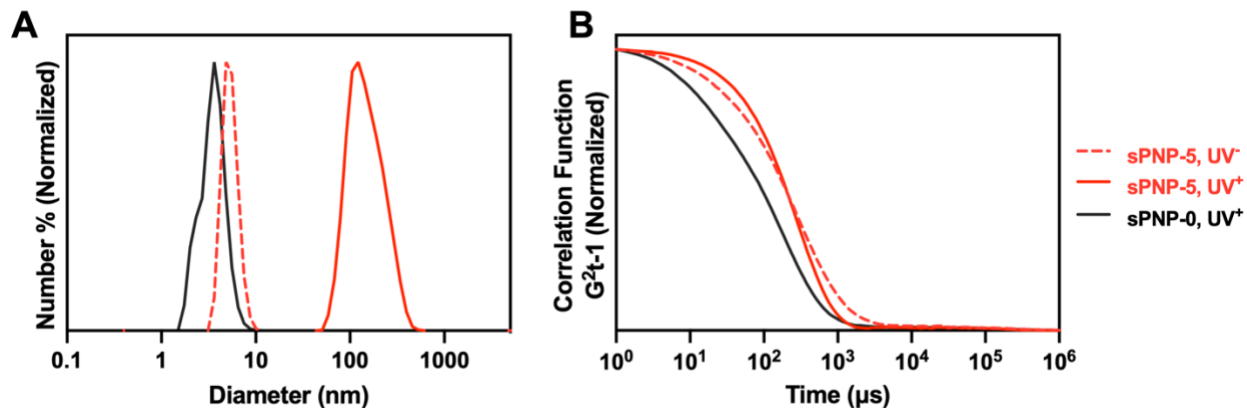 A
Number % (Normalized)
0.1 1 10 100 1000
Diameter (nm)
B
Correlation Function
G²t-1 (Normalized)
10⁰ 10¹ 10² 10³ 10⁴ 10⁵ 10⁶
Time (µs)
sPNP-5, UV⁻
sPNP-5, UV⁺
sPNP-0, UV⁺